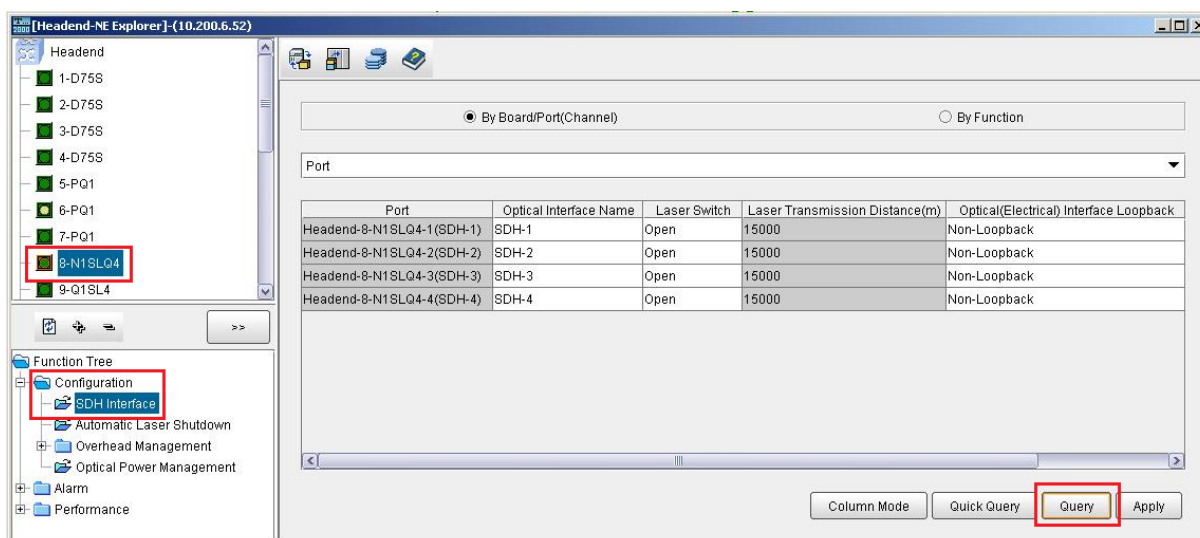 [Headend-NE Explorer]-(10.200.6.52)
Headend
1-D75S
2-D75S
3-D75S
4-D75S
5-PQ1
6-PQ1
7-PQ1
8-N1SLQ4
9-Q1SL4
>>
Function Tree
Configuration
SDH Interface
Automatic Laser Shutdown
Overhead Management
Optical Power Management
Alarm
Performance
By Board/Port(Channel) By Function
Port
Port Optical Interface Name Laser Switch Laser Transmission Distance(m) Optical(Electrical) Interface Loopback
Headend-8-N1SLQ4-1(SDH-1) SDH-1 Open 15000 Non-Loopback
Headend-8-N1SLQ4-2(SDH-2) SDH-2 Open 15000 Non-Loopback
Headend-8-N1SLQ4-3(SDH-3) SDH-3 Open 15000 Non-Loopback
Headend-8-N1SLQ4-4(SDH-4) SDH-4 Open 15000 Non-Loopback
Column Mode Quick Query Query Apply